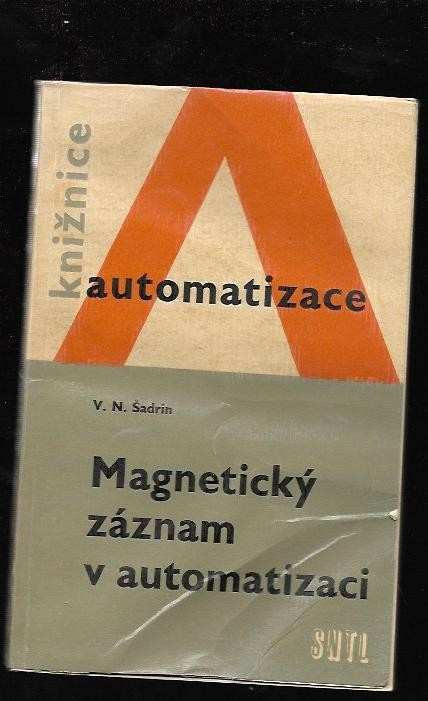 knižnice
automatizace
V. N. Šadrin
Magnetický
záznam
v automatizaci
SNTL